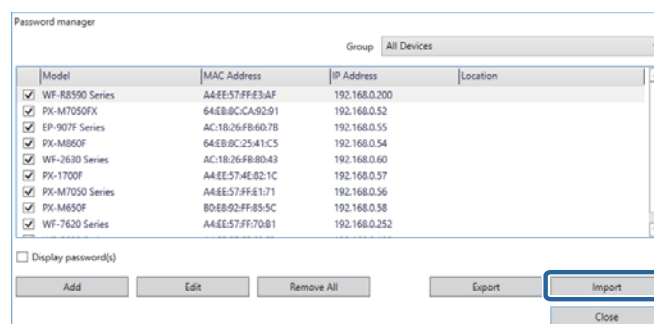 Password manager
Group All Devices
Model MAC Address IP Address Location
WF-R8590 Series A4:EE:57:FF:E3:AF 192.168.0.200
PX-M7050FX 64:EB:8C:CA:92:91 192.168.0.52
EP-907F Series AC:18:26:FB:60:7B 192.168.0.55
PX-M860F 64:EB:8C:25:41:C5 192.168.0.54
WF-2630 Series AC:18:26:FB:80:43 192.168.0.60
PX-1700F A4:EE:57:4E:82:1C 192.168.0.57
PX-M7050 Series A4:EE:57:FF:E1:71 192.168.0.56
PX-M650F B0:E8:92:FF:85:5C 192.168.0.58
WF-7620 Series A4:EE:57:FF:70:B1 192.168.0.252
Display password(s)
Add Edit Remove All Export Import
Close